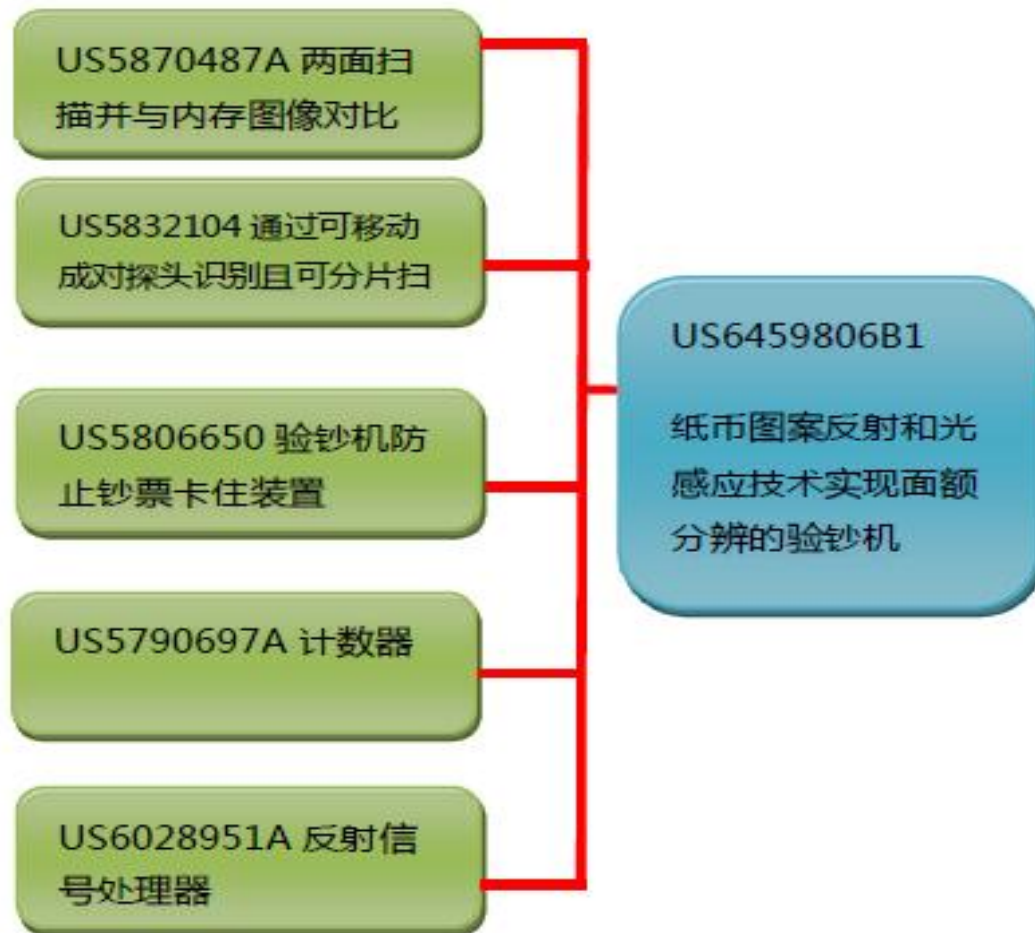 US5870487A 两面扫
描并与内存图像对比
US5832104 通过可移动
成对探头识别且可分片扫
US5806650 验钞机防
止钞票卡住装置
US5790697A 计数器
US6028951A 反射信
号处理器
US6459806B1
纸币图案反射和光
感应技术实现面额
分辨的验钞机